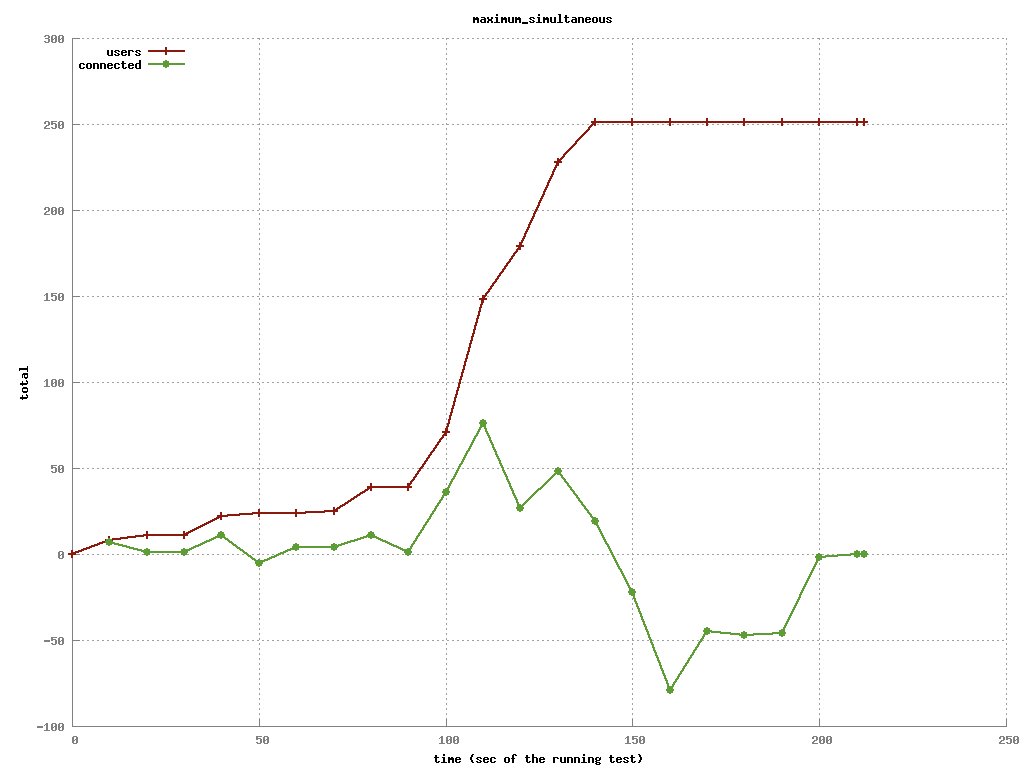 maximum_simultaneous
users
connected
300
250
200
150
100
50
0
-50
-100
total
0 50 100 150 200 250
time (sec of the running test)